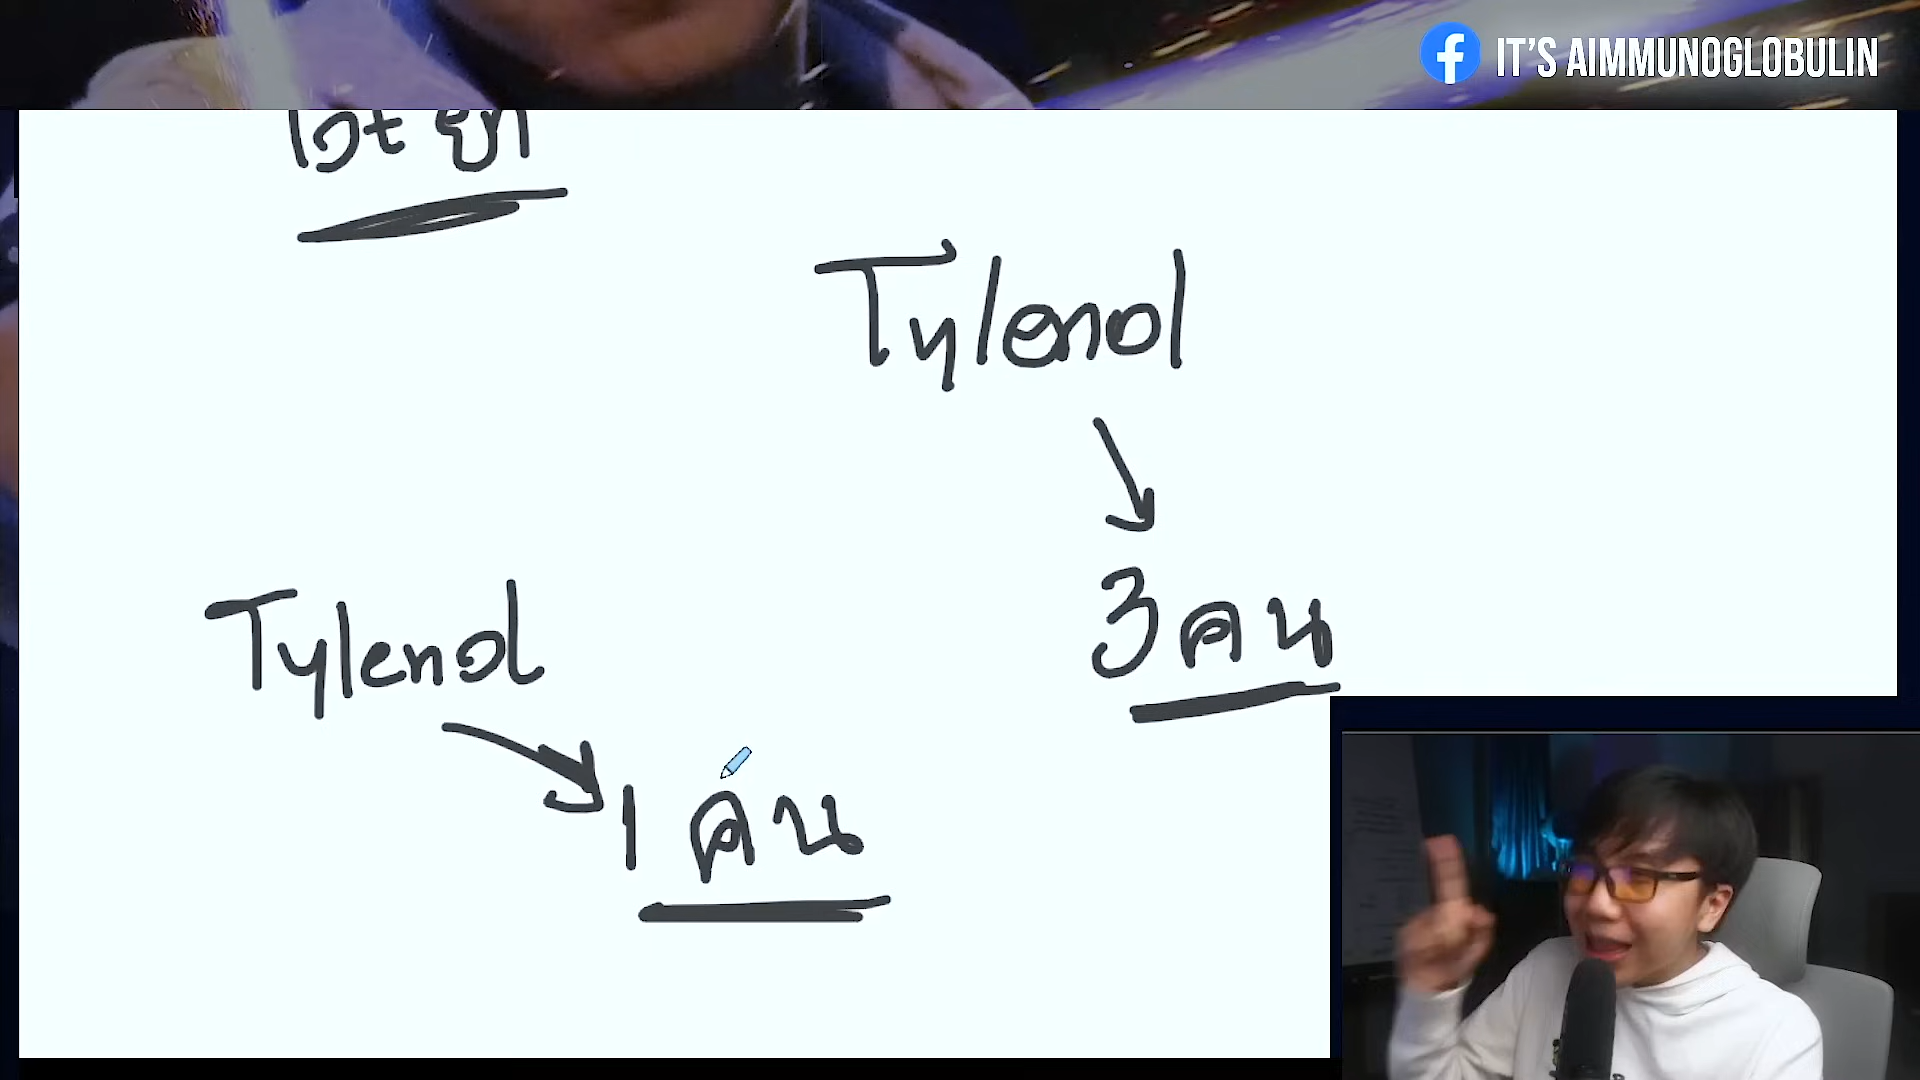 IT'S AIMMUNOGLOBULIN
Tylenol
3 คน
Tylenol
1 คน